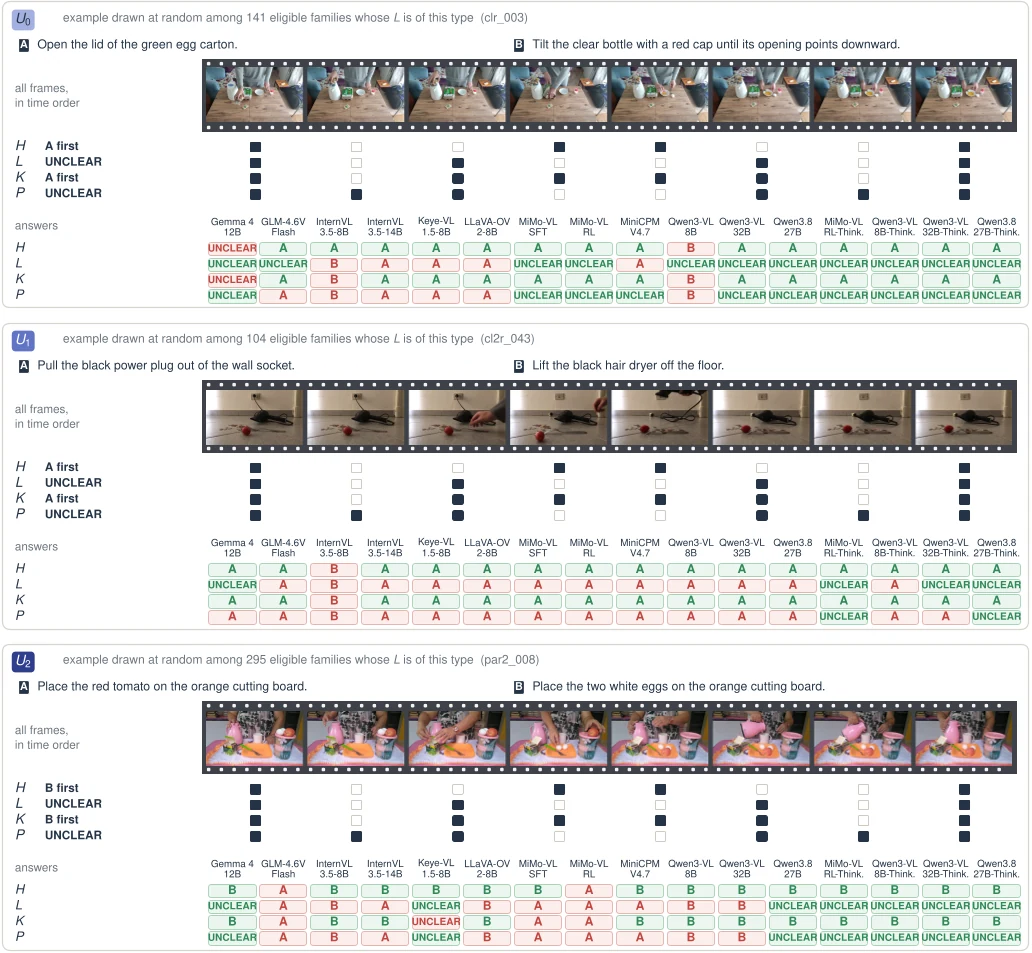 U0 example drawn at random among 141 eligible families whose L is of this type (clr_003)
A Open the lid of the green egg carton. B Tilt the clear bottle with a red cap until its opening points downward.
all frames,
in time order
H A first
L UNCLEAR
K A first
P UNCLEAR
answers Gemma 4 12B GLM-4.6V Flash InternVL 3.5-8B InternVL 3.5-14B Keye-VL 1.5-8B LLaVA-OV 2-8B MiMo-VL SFT MiMo-VL RL MiniCPM V4.7 Qwen3-VL 8B Qwen3-VL 32B Qwen3.8 27B MiMo-VL RL-Think. Qwen3-VL 8B-Think. Qwen3-VL 32B-Think. Qwen3.8 27B-Think.
H UNCLEAR A A A A A A A A B A A A A A A
L UNCLEAR UNCLEAR B A A A UNCLEAR UNCLEAR A UNCLEAR UNCLEAR UNCLEAR UNCLEAR UNCLEAR UNCLEAR UNCLEAR
K UNCLEAR A B A A A A A A B A A A A A A
P UNCLEAR A B A A A UNCLEAR UNCLEAR UNCLEAR B UNCLEAR UNCLEAR UNCLEAR UNCLEAR UNCLEAR UNCLEAR
U1 example drawn at random among 104 eligible families whose L is of this type (cl2r_043)
A Pull the black power plug out of the wall socket. B Lift the black hair dryer off the floor.
all frames,
in time order
H A first
L UNCLEAR
K A first
P UNCLEAR
answers Gemma 4 12B GLM-4.6V Flash InternVL 3.5-8B InternVL 3.5-14B Keye-VL 1.5-8B LLaVA-OV 2-8B MiMo-VL SFT MiMo-VL RL MiniCPM V4.7 Qwen3-VL 8B Qwen3-VL 32B Qwen3.8 27B MiMo-VL RL-Think. Qwen3-VL 8B-Think. Qwen3-VL 32B-Think. Qwen3.8 27B-Think.
H A A B A A A A A A A A A A A A A
L UNCLEAR A B A A A A A A A A A UNCLEAR A UNCLEAR UNCLEAR
K A A B A A A A A A A A A A A A A
P A A B A A A A A A A A A UNCLEAR A A UNCLEAR
U2 example drawn at random among 295 eligible families whose L is of this type (par2_008)
A Place the red tomato on the orange cutting board. B Place the two white eggs on the orange cutting board.
all frames,
in time order
H B first
L UNCLEAR
K B first
P UNCLEAR
answers Gemma 4 12B GLM-4.6V Flash InternVL 3.5-8B InternVL 3.5-14B Keye-VL 1.5-8B LLaVA-OV 2-8B MiMo-VL SFT MiMo-VL RL MiniCPM V4.7 Qwen3-VL 8B Qwen3-VL 32B Qwen3.8 27B MiMo-VL RL-Think. Qwen3-VL 8B-Think. Qwen3-VL 32B-Think. Qwen3.8 27B-Think.
H B A B B B B B A B B B B B B B B
L UNCLEAR A B A UNCLEAR B A A A B B UNCLEAR UNCLEAR UNCLEAR UNCLEAR UNCLEAR
K B A B B UNCLEAR B A A B B B B B B B B
P UNCLEAR A B A UNCLEAR B A A A B B UNCLEAR UNCLEAR UNCLEAR UNCLEAR UNCLEAR